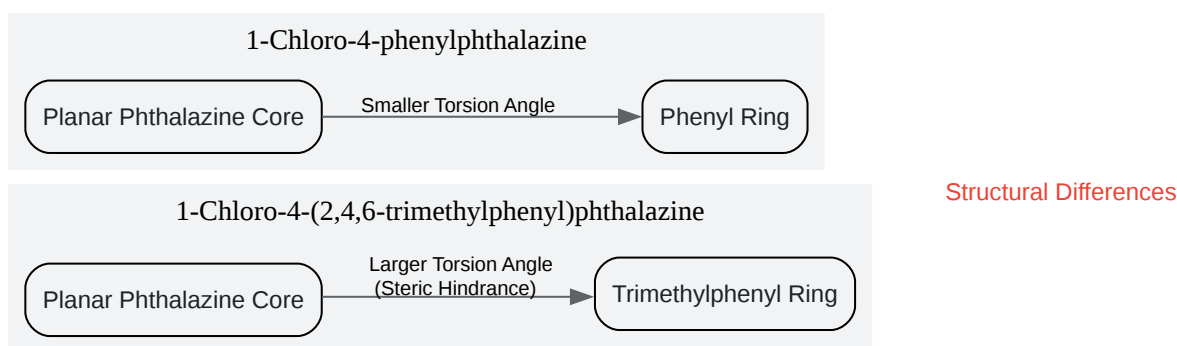 1-Chloro-4-phenylphthalazine
Planar Phthalazine Core
Smaller Torsion Angle
Phenyl Ring
Structural Differences
1-Chloro-4-(2,4,6-trimethylphenyl)phthalazine
Planar Phthalazine Core
Larger Torsion Angle
(Steric Hindrance)
Trimethylphenyl Ring